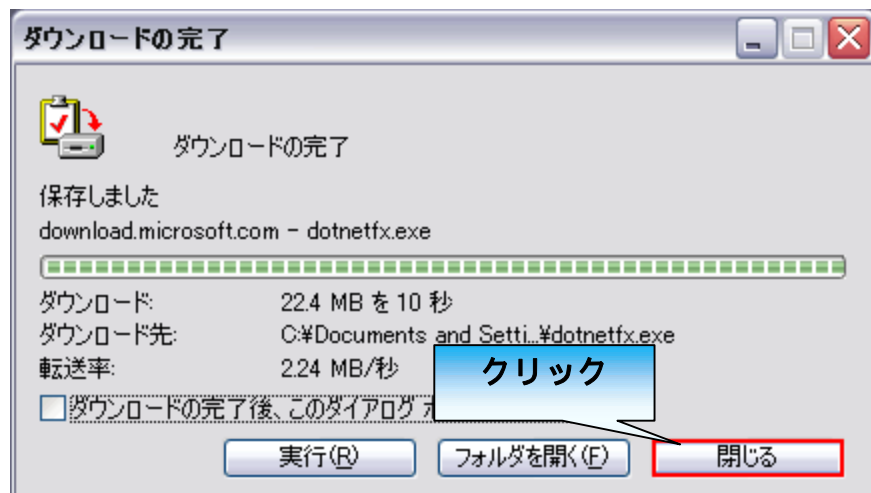 ダウンロードの完了
ダウンロードの完了
保存しました
download.microsoft.com - dotnetfx.exe
ダウンロード: 22.4 MB を 10 秒
ダウンロード先: C:¥Documents and Setti...¥dotnetfx.exe
転送率: 2.24 MB/秒
クリック
ダウンロードの完了後、このダイアログ
実行(R) フォルダを開く(F) 閉じる